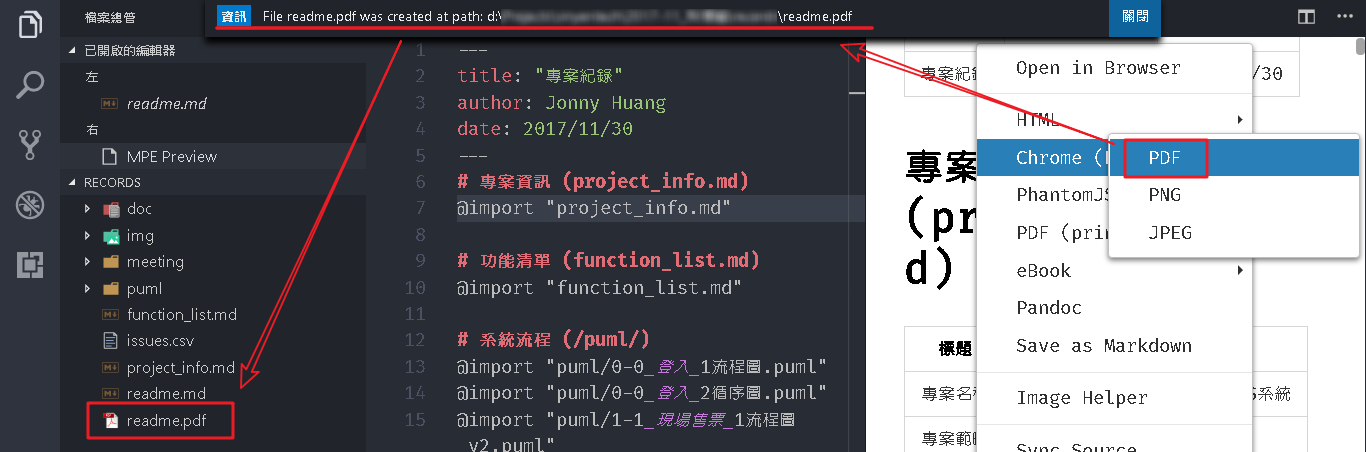 檔案總管
資訊 File readme.pdf was created at path: d:\ \readme.pdf
關閉
已開啟的編輯器
左
readme.md
右
MPE Preview
RECORDS
doc
img
meeting
puml
function_list.md
issues.csv
project_info.md
readme.md
readme.pdf
1 ---
2 title: "專案紀錄"
3 author: Jonny Huang
4 date: 2017/11/30
5 ---
6 # 專案資訊 (project_info.md)
7 @import "project_info.md"
8
9 # 功能清單 (function_list.md)
10 @import "function_list.md"
11
12 # 系統流程 (/puml/)
13 @import "puml/0-0_登入_1流程圖.puml"
14 @import "puml/0-0_登入_2循序圖.puml"
15 @import "puml/1-1_現場售票_1流程圖
_v2.puml"
專案紀錄
/30
專案
(pr
d)
標題
專案名
系統
專案範
Open in Browser
HTML
Chrome (
PhantomJS
PDF (prin
eBook
Pandoc
Save as Markdown
Image Helper
Sync Source
PDF
PNG
JPEG